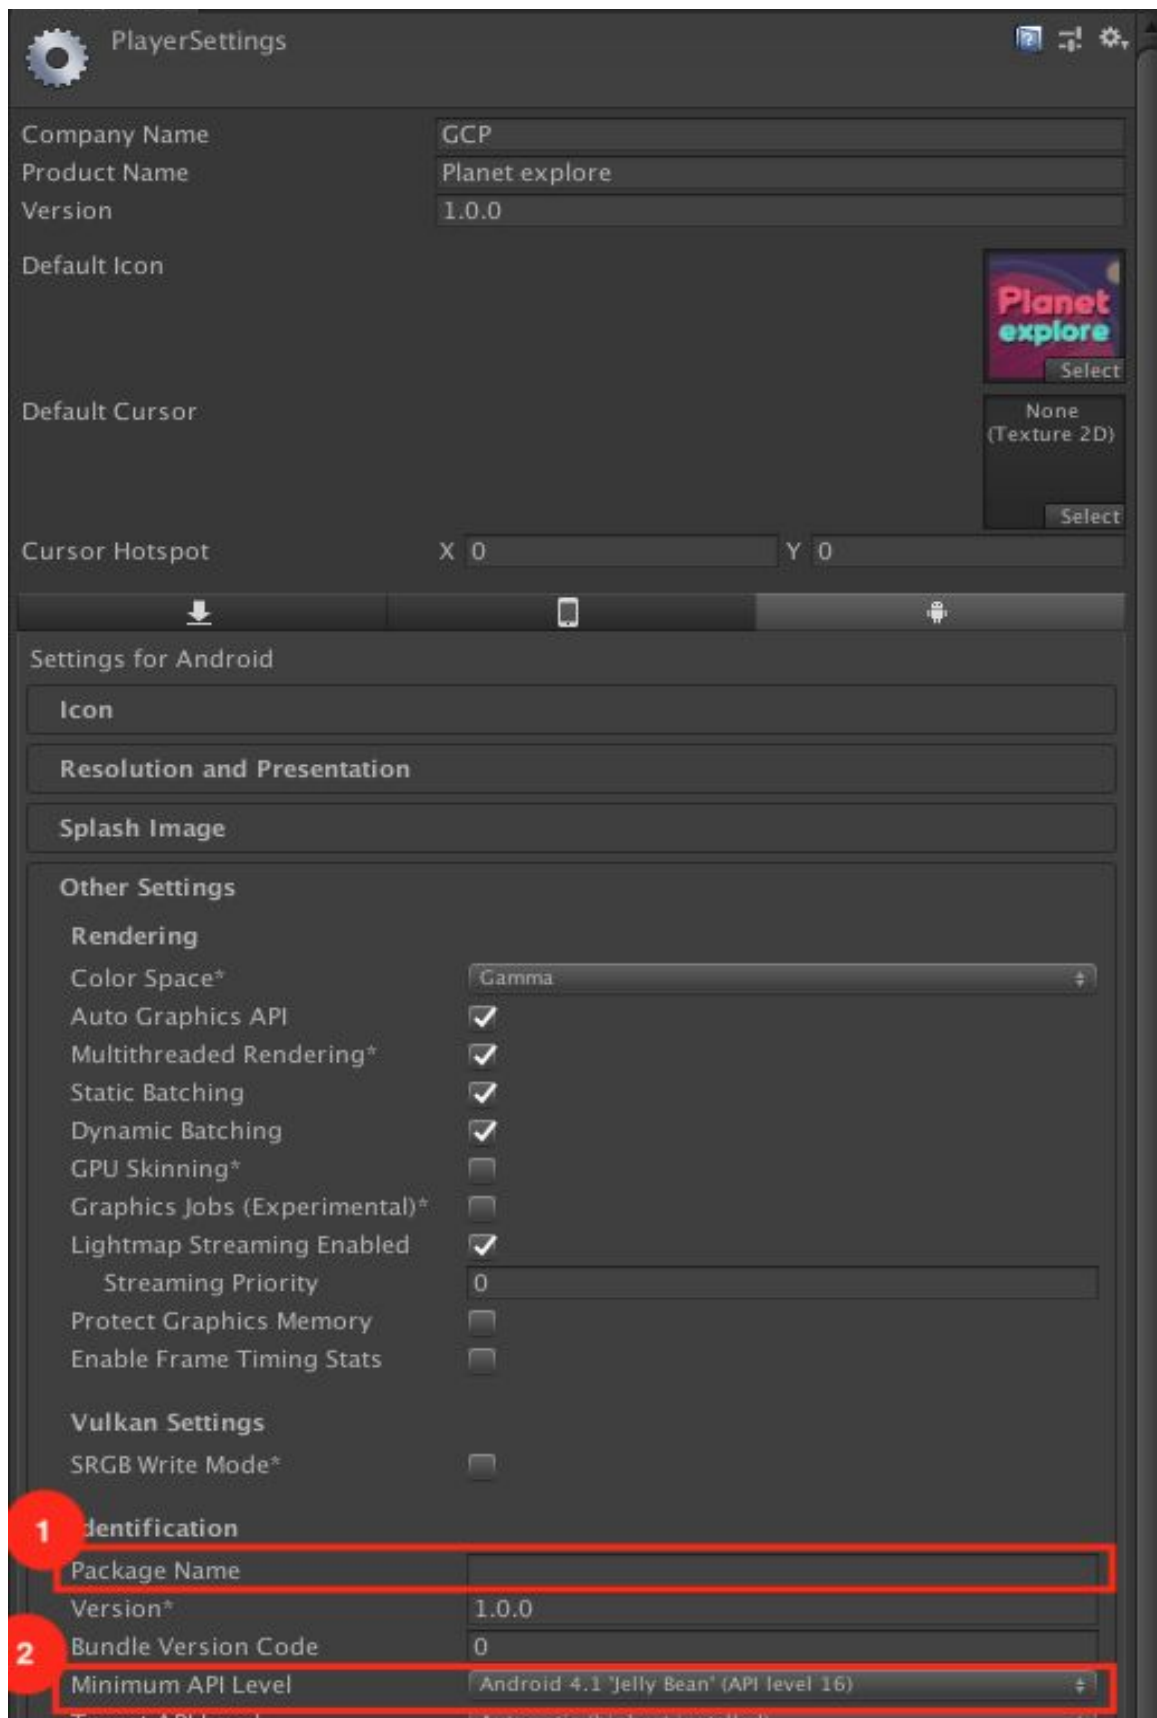 PlayerSettings
Company Name GCP
Product Name Planet explore
Version 1.0.0
Default Icon
Planet
explore
Select
Default Cursor
None
(Texture 2D)
Select
Cursor Hotspot X 0 Y 0
Settings for Android
Icon
Resolution and Presentation
Splash Image
Other Settings
Rendering
Color Space* Gamma
Auto Graphics API
Multithreaded Rendering*
Static Batching
Dynamic Batching
GPU Skinning*
Graphics Jobs (Experimental)*
Lightmap Streaming Enabled
Streaming Priority 0
Protect Graphics Memory
Enable Frame Timing Stats
Vulkan Settings
SRGB Write Mode*
1 dentification
Package Name
Version* 1.0.0
2 Bundle Version Code 0
Minimum API Level Android 4.1 'Jelly Bean' (API level 16)